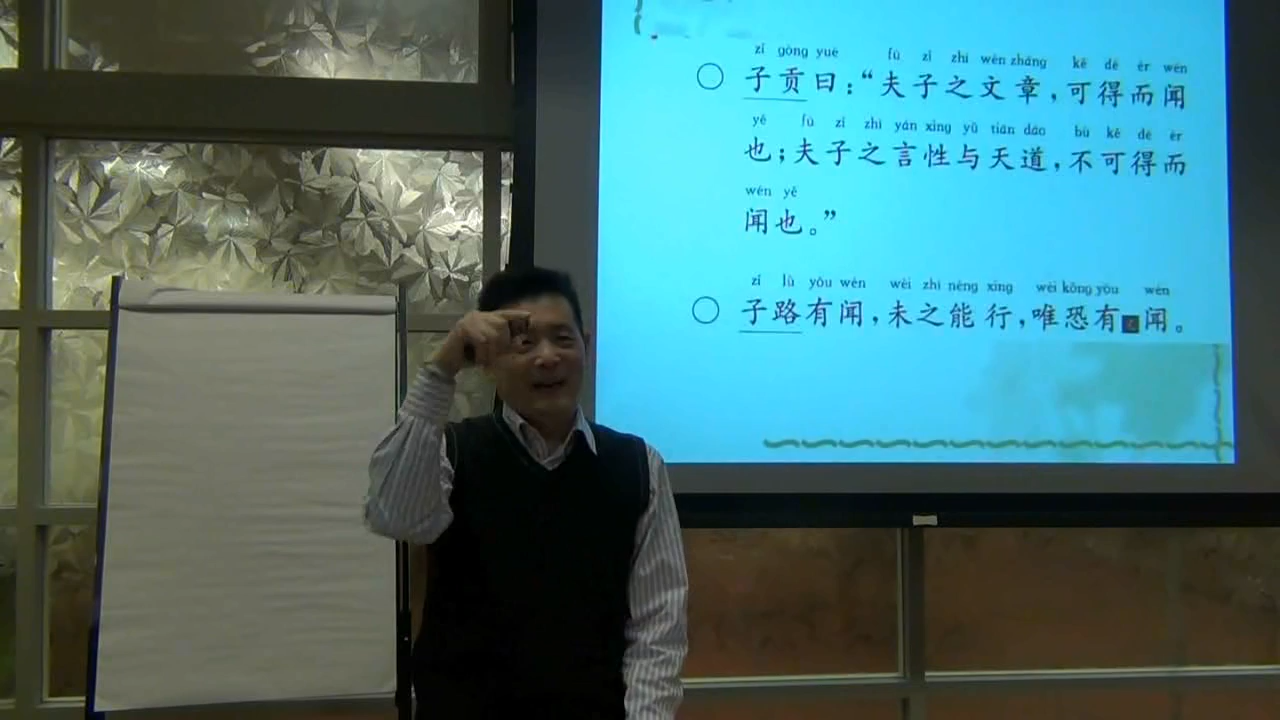 zǐ gòng yuē fū zǐ zhī wén zhāng kě dé ér wén
○ 子贡曰：“夫子之文章，可得而闻
yě fū zǐ zhī yán xìng yǔ tiān dào bù kě dé ér
也；夫子之言性与天道，不可得而
wén yě
闻也。”
zǐ lù yǒu wén wèi zhī néng xíng wéi kǒng yǒu wén
○ 子路有闻，未之能行，唯恐有闻。